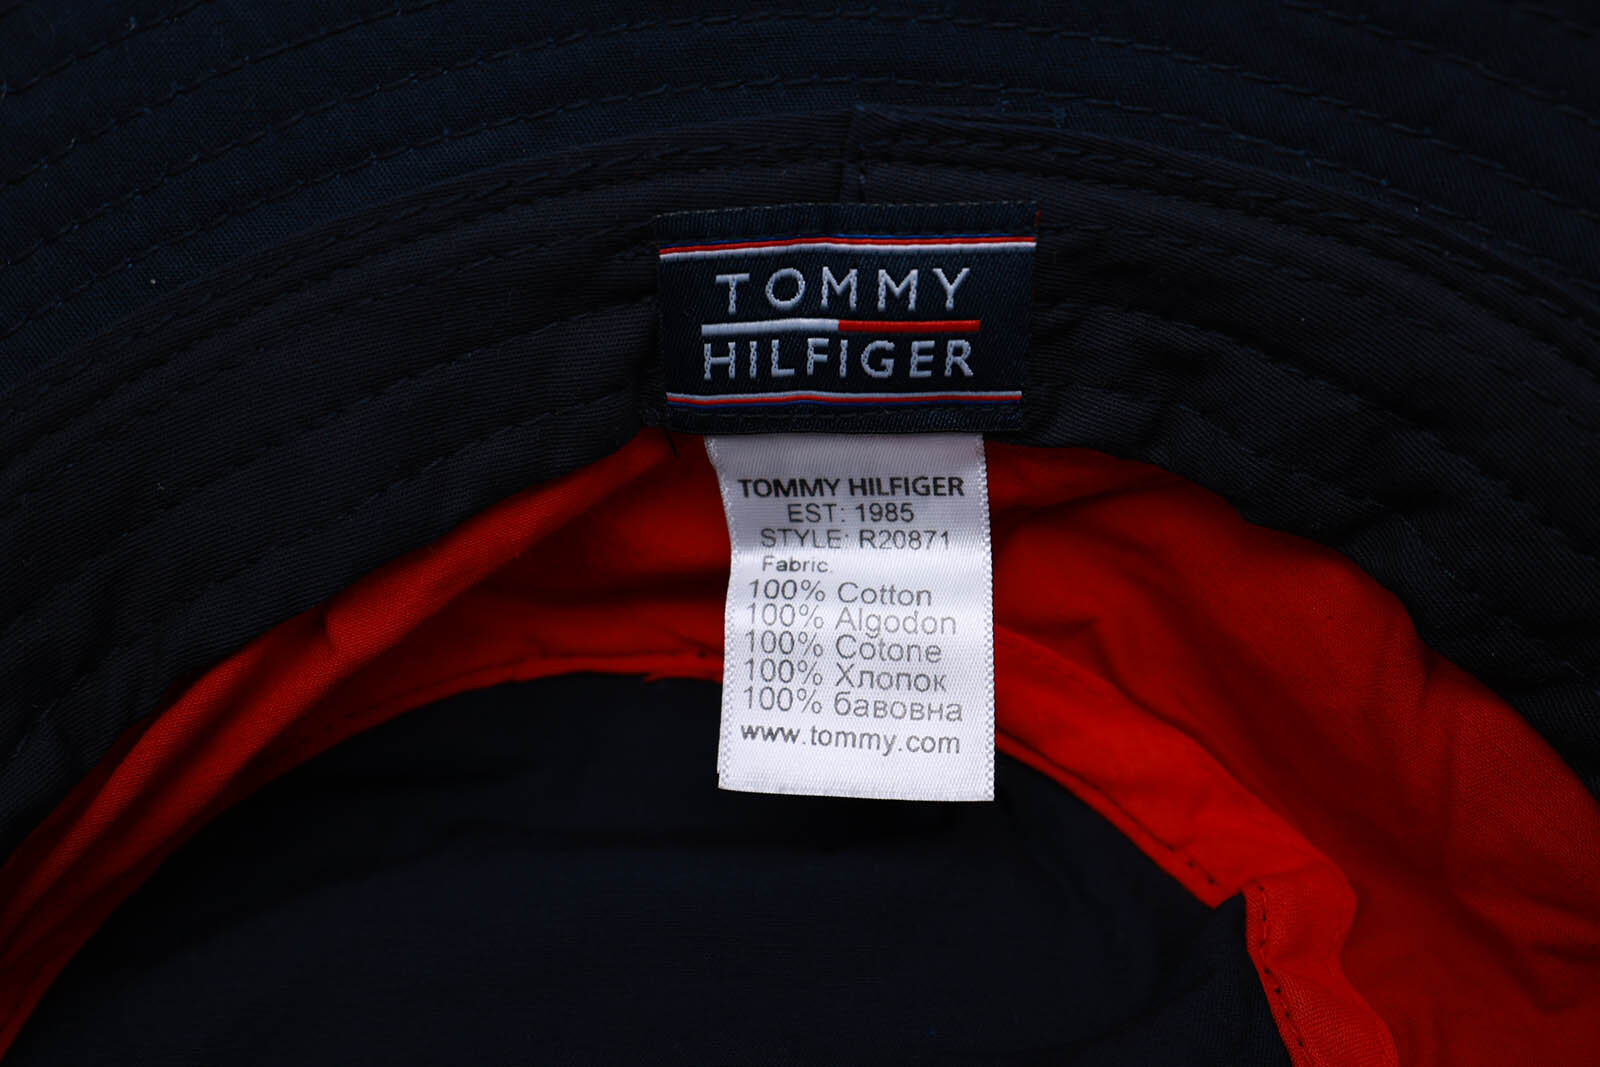 TOMMY
HILFIGER
TOMMY HILFIGER
EST: 1985
STYLE: R20871
Fabric.
100% Cotton
100% Algodon
100% Cotone
100% Хлопок
100% бавовна
www.tommy.com